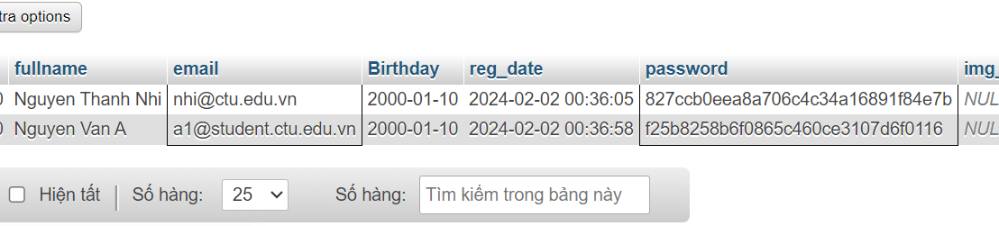 tra options
fullname email Birthday reg_date password img_
0 Nguyen Thanh Nhi nhi@ctu.edu.vn 2000-01-10 2024-02-02 00:36:05 827ccb0eea8a706c4c34a16891f84e7b NUL
0 Nguyen Van A a1@student.ctu.edu.vn 2000-01-10 2024-02-02 00:36:58 f25b8258b6f0865c460ce3107d6f0116 NUL
Hiện tất Số hàng: 25 Số hàng: Tìm kiếm trong bảng này